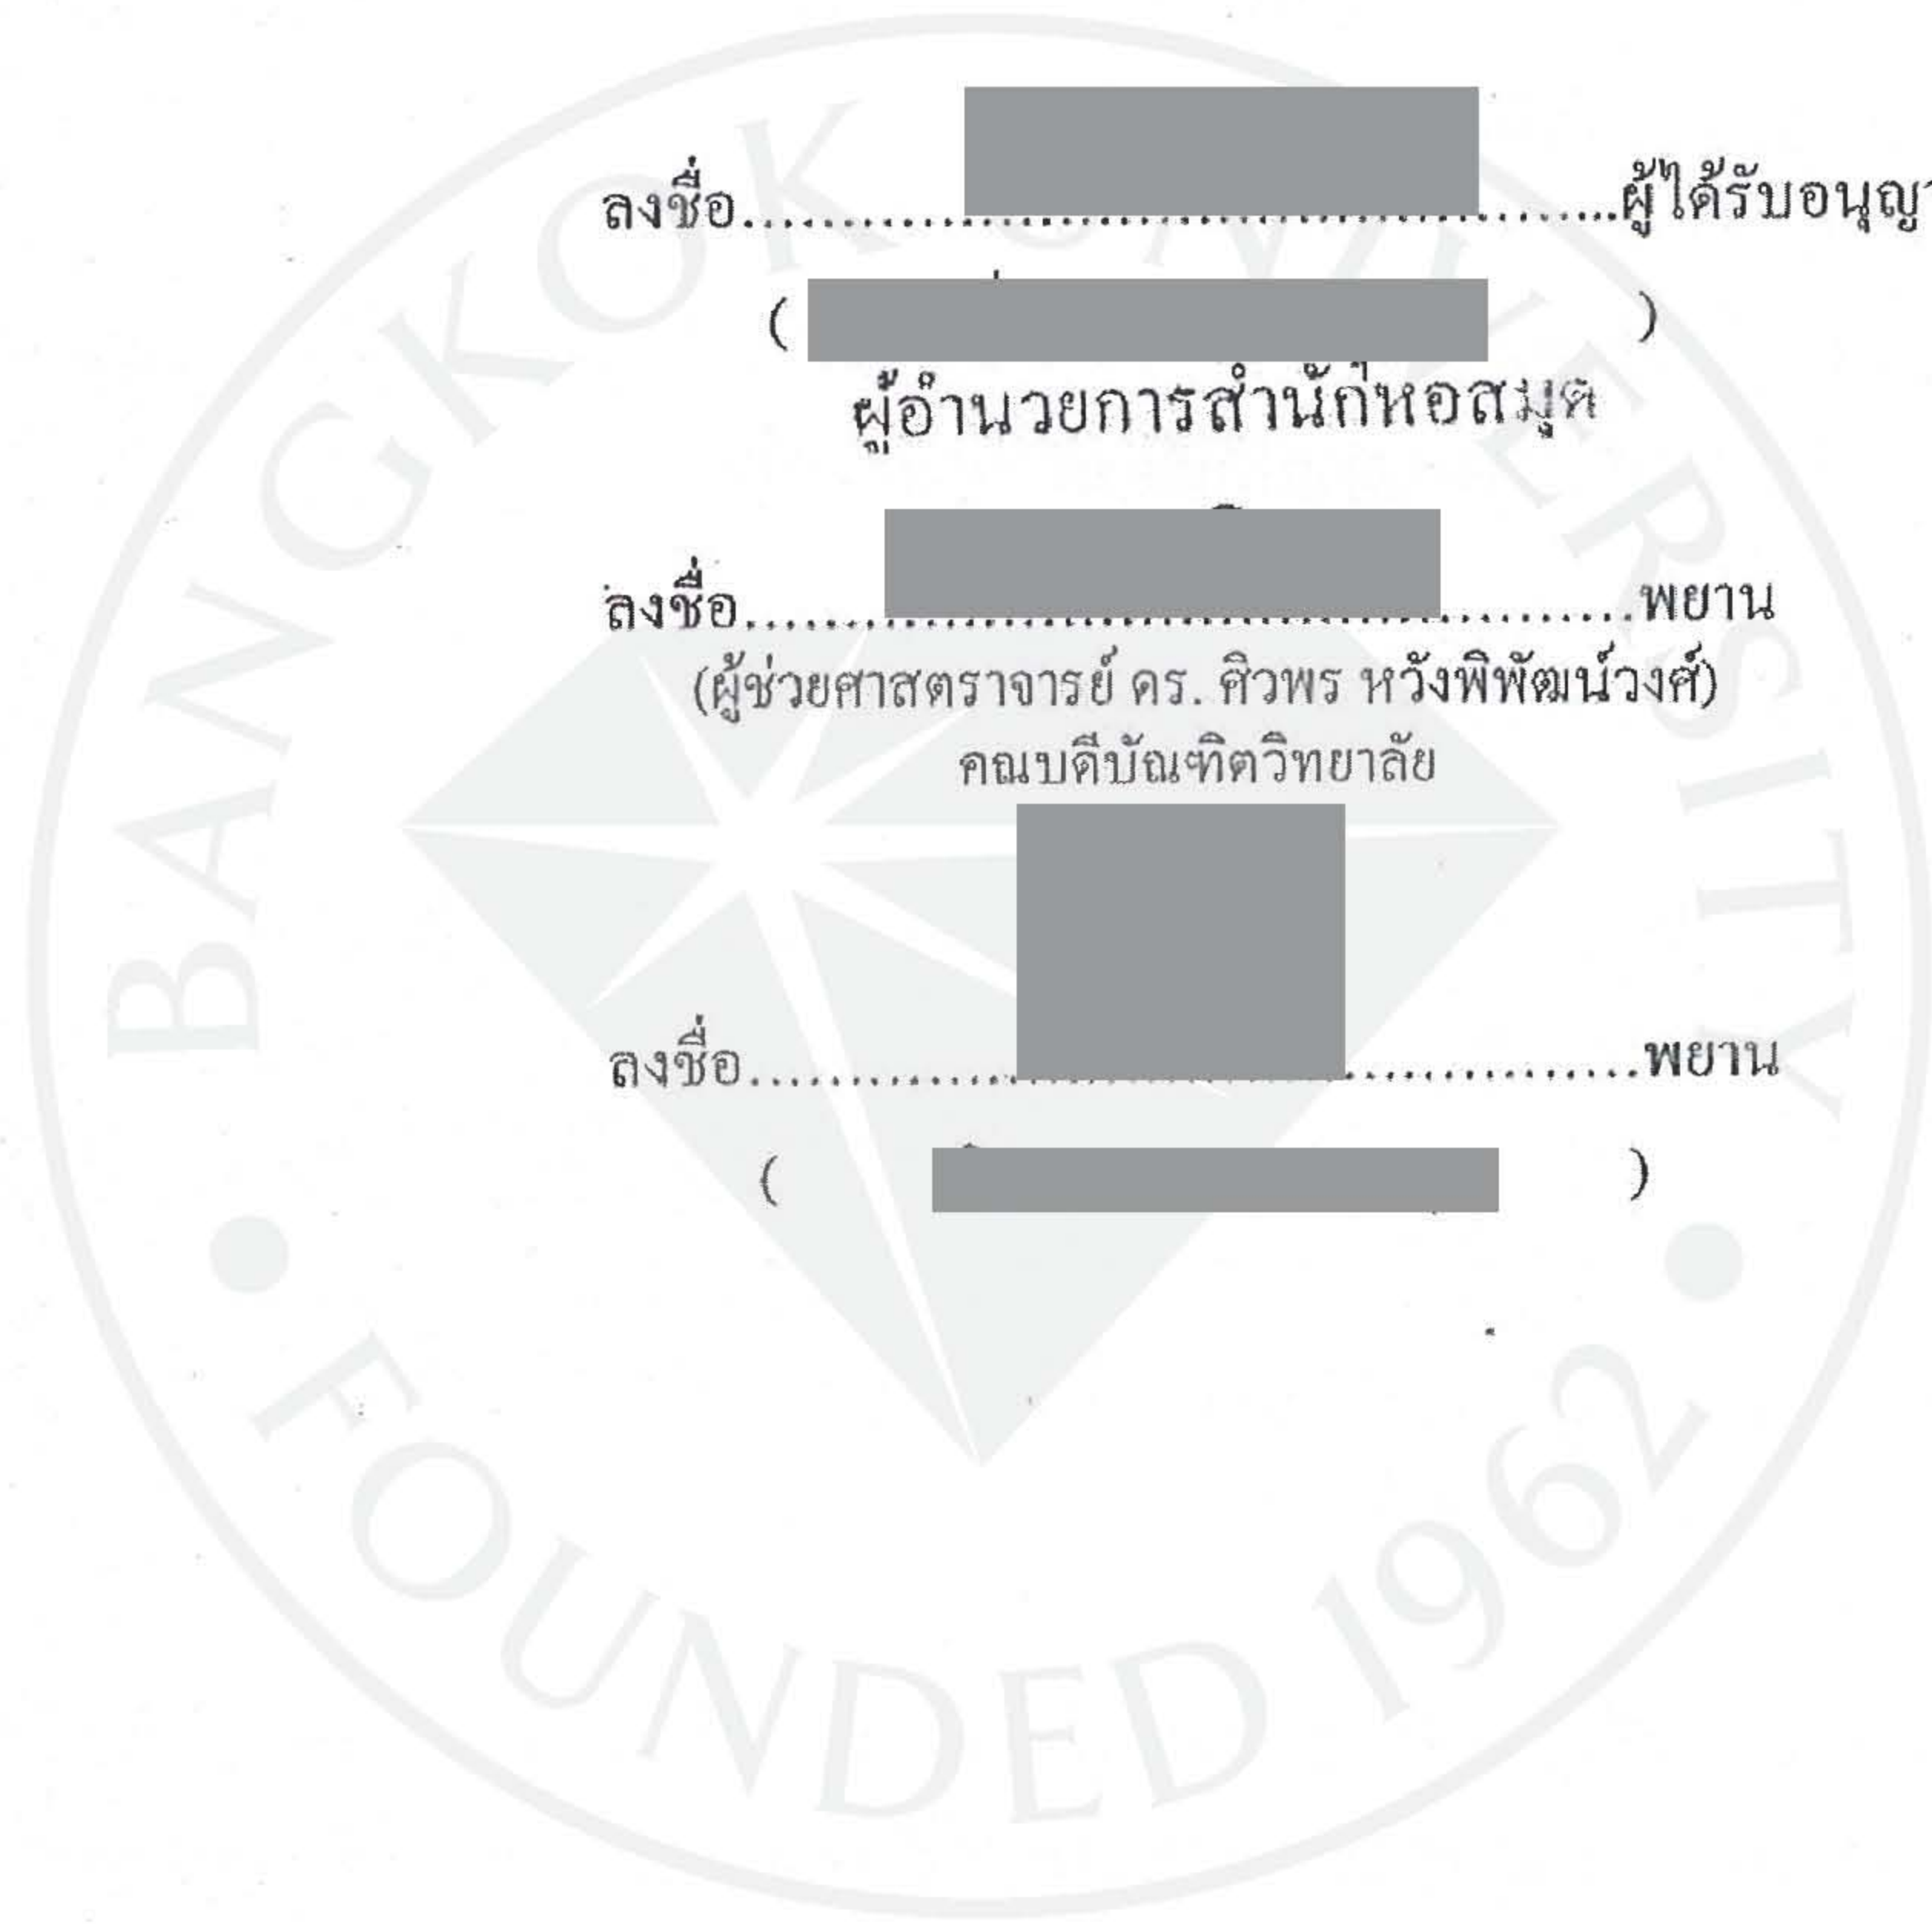 ลงชื่อ.............................................ผู้ได้รับอนุญา
( )
ผู้อำนวยการสำนักหอสมุด
ลงชื่อ.............................................พยาน
(ผู้ช่วยศาสตราจารย์ ดร. ศิวพร หวังพิพัฒน์วงศ์)
คณบดีบัณฑิตวิทยาลัย
ลงชื่อ.............................................พยาน
( )
BANGKOK UNIVERSITY
FOUNDED 1962